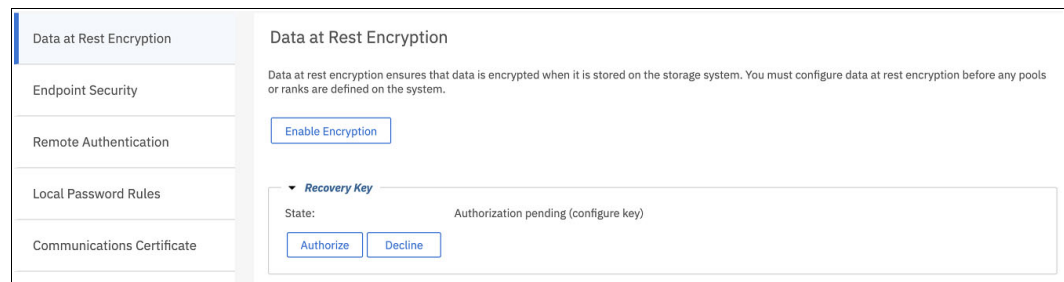 Data at Rest Encryption
Endpoint Security
Remote Authentication
Local Password Rules
Communications Certificate
Data at Rest Encryption
Data at rest encryption ensures that data is encrypted when it is stored on the storage system. You must configure data at rest encryption before any pools
or ranks are defined on the system.
Enable Encryption
Recovery Key
State: Authorization pending (configure key)
Authorize Decline